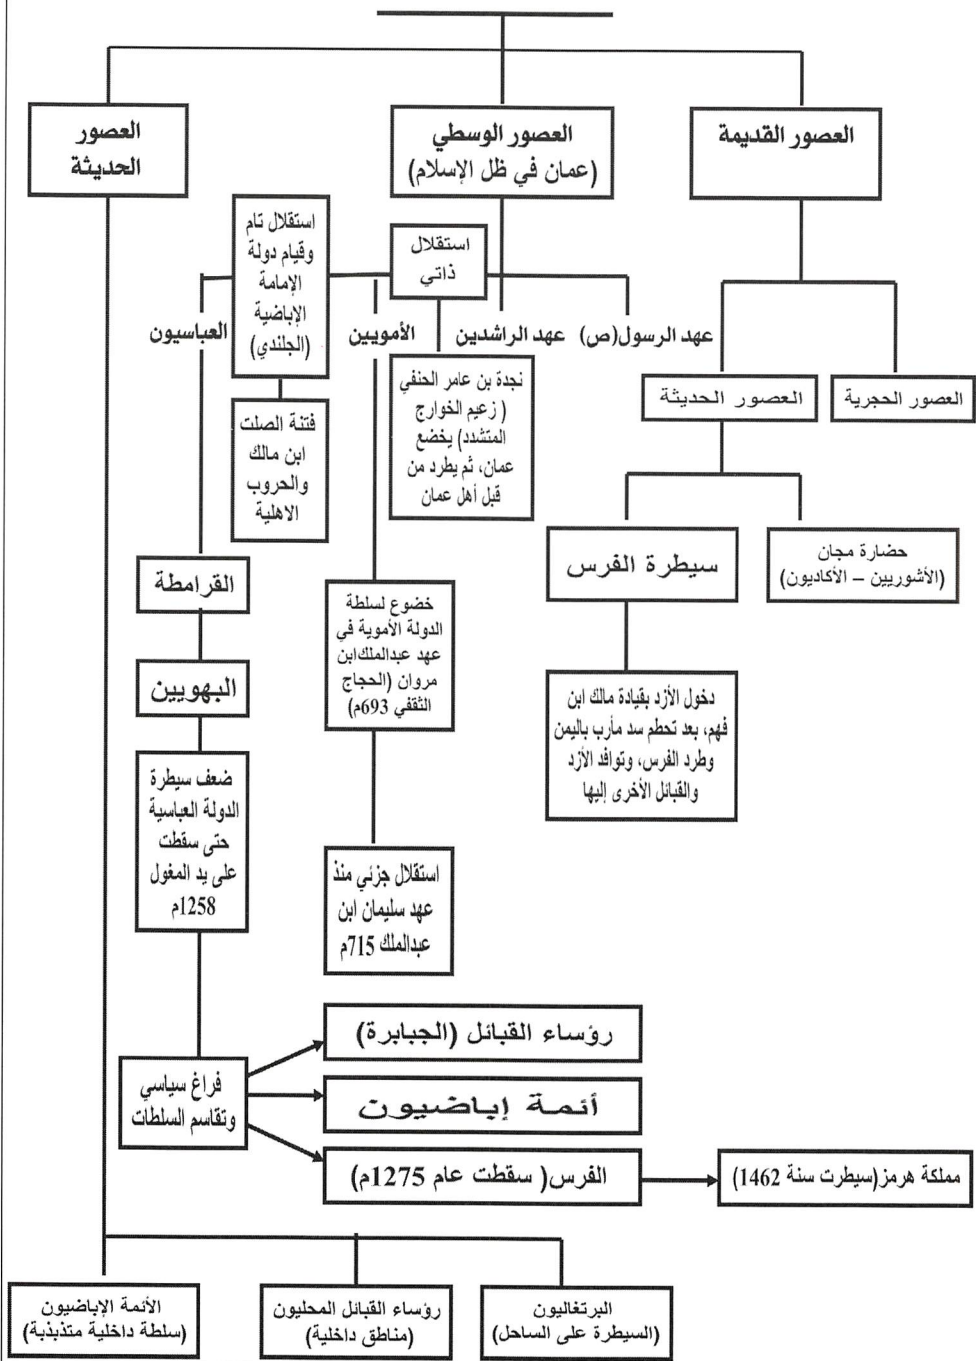 العصور القديمة
العصور الوسطي
(عمان في ظل الإسلام)
العصور
الحديثة
العصور الحجرية
العصور الحديثة
حضارة مجان
(الأشوريين – الأكاديون)
سيطرة الفرس
دخول الأزد بقيادة مالك ابن
فهم، بعد تحطم سد مأرب باليمن
وطرد الفرس، وتوافد الأزد
والقبائل الأخرى إليها
عهد الرسول(ص)
عهد الراشدين
استقلال
ذاتي
نجدة بن عامر الحنفي
( زعيم الخوارج
المتشدد) يخضع
عمان، ثم يطرد من
قبل أهل عمان
الأمويين
خضوع لسلطة
الدولة الأموية في
عهد عبدالملكابن
مروان (الحجاج
الثقفي 693م)
استقلال جزئي منذ
عهد سليمان ابن
عبدالملك 715م
استقلال تام
وقيام دولة
الإمامة
الإباضية
(الجلندي)
فتنة الصلت
ابن مالك
والحروب
الاهلية
العباسيون
القرامطة
البهويين
ضعف سيطرة
الدولة العباسية
حتى سقطت
على يد المغول
1258م
فراغ سياسي
وتقاسم السلطات
رؤساء القبائل (الجبابرة)
أئمة إباضيون
الفرس( سقطت عام 1275م)
مملكة هرمز(سيطرت سنة 1462)
البرتغاليون
(السيطرة على الساحل)
رؤساء القبائل المحليون
(مناطق داخلية)
الأئمة الإباضيون
(سلطة داخلية متذبذبة)